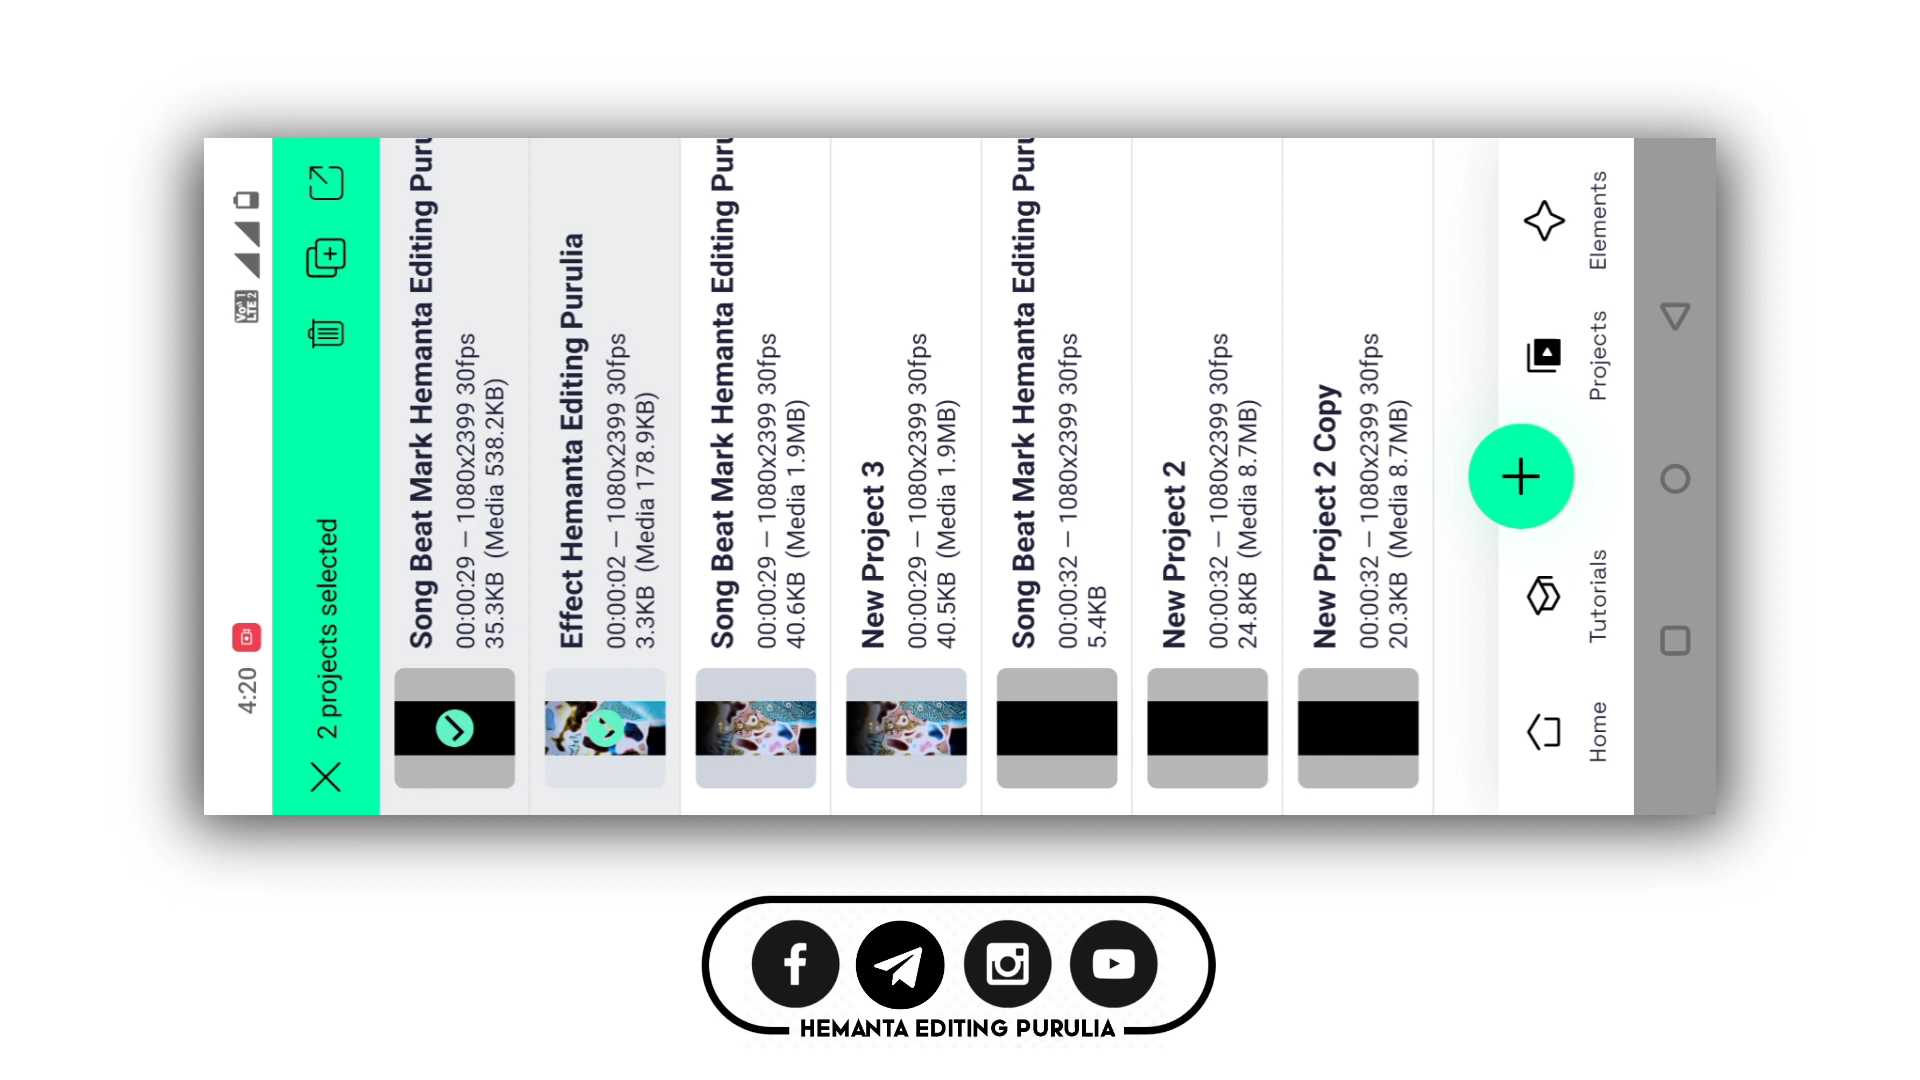 4:20
Vo 1
LTE 2
2 projects selected
Song Beat Mark Hemanta Editing Puru
00:00:29 — 1080x2399 30fps
35.3KB (Media 538.2KB)
Effect Hemanta Editing Purulia
00:00:02 — 1080x2399 30fps
3.3KB (Media 178.9KB)
Song Beat Mark Hemanta Editing Puru
00:00:29 — 1080x2399 30fps
40.6KB (Media 1.9MB)
New Project 3
00:00:29 — 1080x2399 30fps
40.5KB (Media 1.9MB)
Song Beat Mark Hemanta Editing Puru
00:00:32 — 1080x2399 30fps
5.4KB
New Project 2
00:00:32 — 1080x2399 30fps
24.8KB (Media 8.7MB)
New Project 2 Copy
00:00:32 — 1080x2399 30fps
20.3KB (Media 8.7MB)
Home
Tutorials
Projects
Elements
HEMANTA EDITING PURULIA